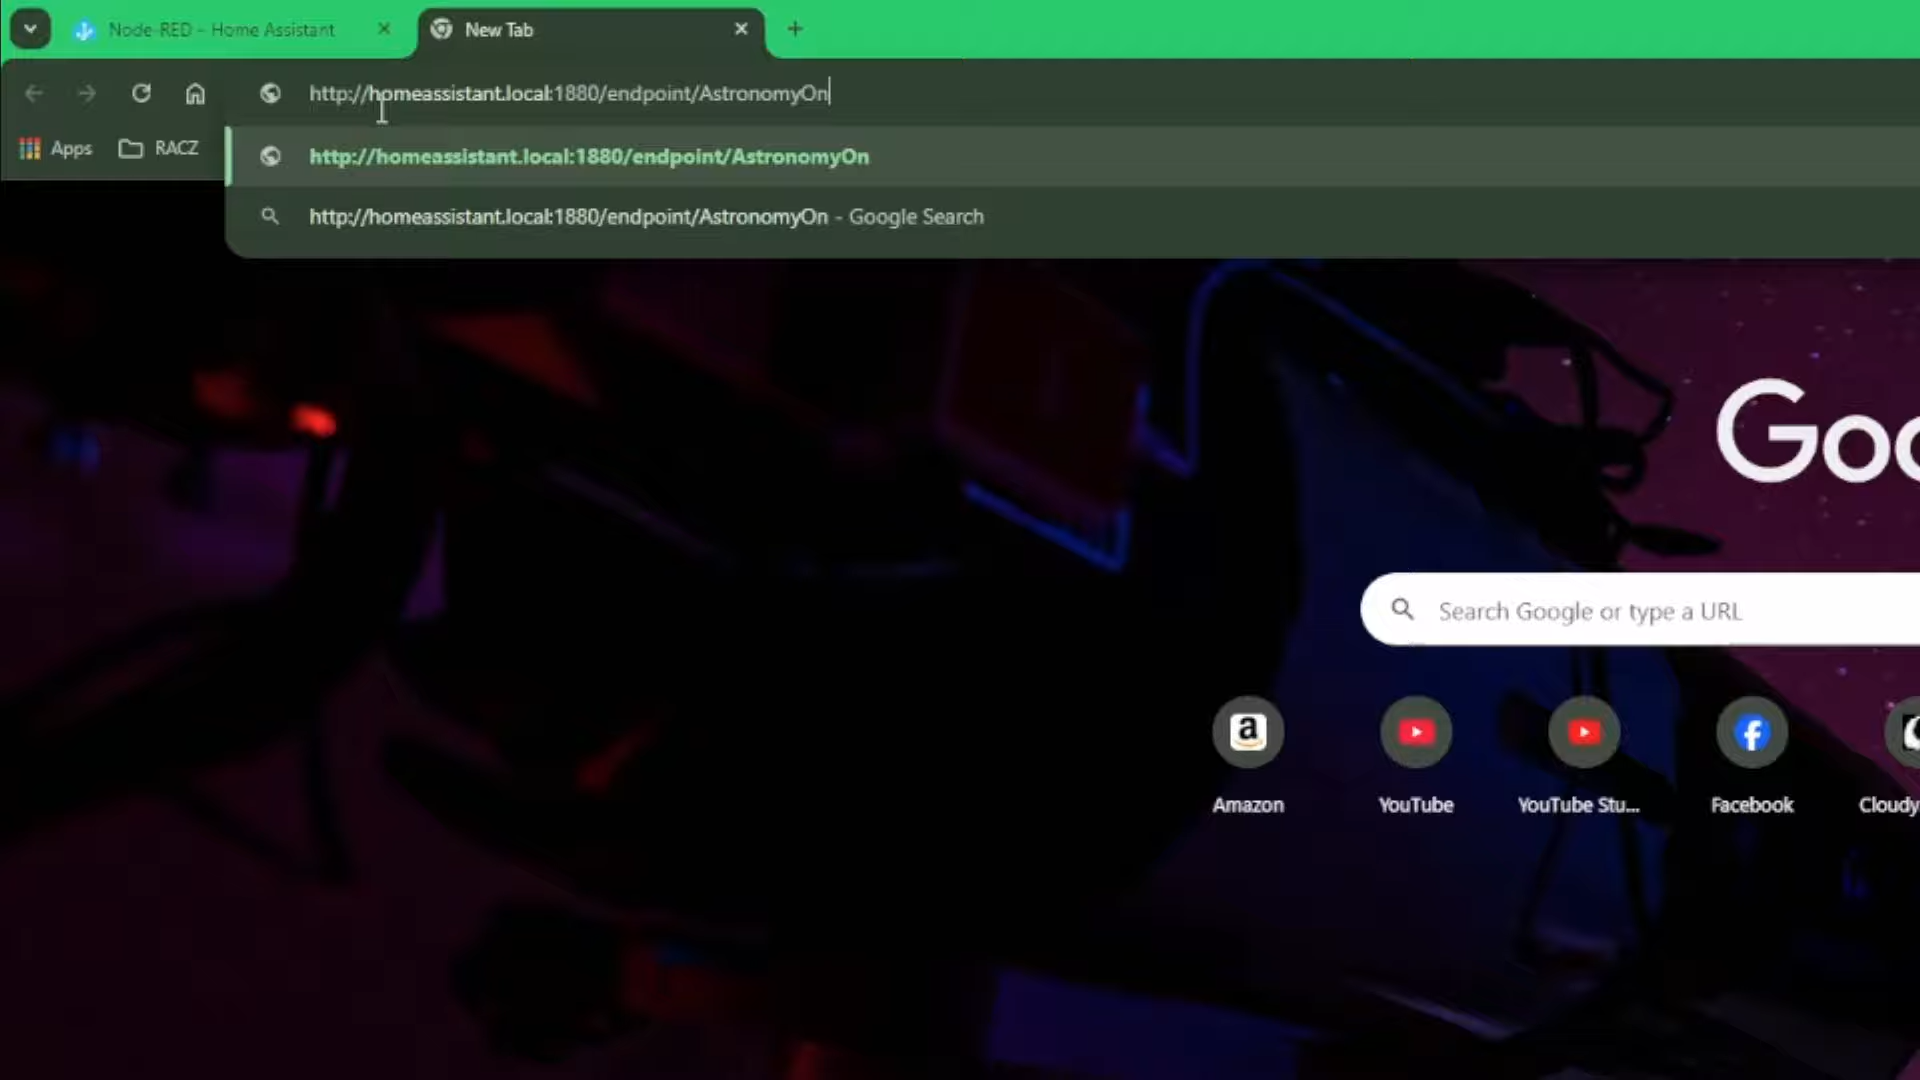 Node-RED - Home Assistant
New Tab
http://homeassistant.local:1880/endpoint/AstronomyOn
Apps
RACZ
http://homeassistant.local:1880/endpoint/AstronomyOn
http://homeassistant.local:1880/endpoint/AstronomyOn - Google Search
Goo
Search Google or type a URL
a
Amazon
YouTube
YouTube Stu...
Facebook
Cloudy